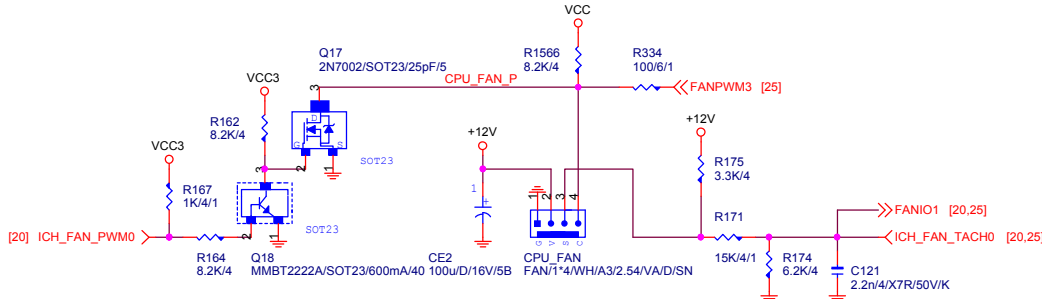 VCC
Q17
2N7002/SOT23/25pF/5
R1566
8.2K/4
R334
100/6/1
CPU_FAN_P
FANPWM3 [25]
VCC3
3
D
G
S
2
1
SOT23
R162
8.2K/4
+12V
+12V
VCC3
3
R167
1K/4/1
SOT23
1
+
1
2
3
4
R175
3.3K/4
R171
FANIO1 [20,25]
[20] ICH_FAN_PWM0
2
1
G
V
S
C
ICH_FAN_TACH0 [20,25]
R164
8.2K/4
Q18
MMBT2222A/SOT23/600mA/40
CE2
100u/D/16V/5B
CPU_FAN
FAN/1*4/WH/A3/2.54/VA/D/SN
15K/4/1
R174
6.2K/4
C121
2.2n/4/X7R/50V/K